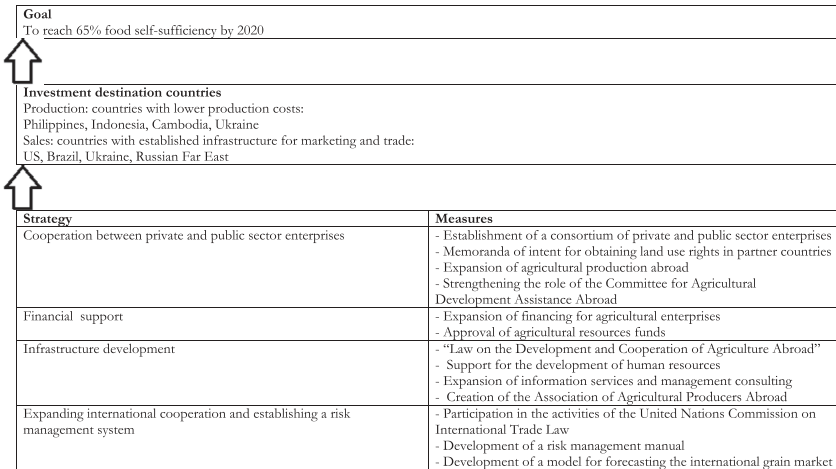 Goal
To reach 65% food self-sufficiency by 2020
Investment destination countries
Production: countries with lower production costs:
Philippines, Indonesia, Cambodia, Ukraine
Sales: countries with established infrastructure for marketing and trade:
US, Brazil, Ukraine, Russian Far East
Strategy
Measures
Cooperation between private and public sector enterprises
- Establishment of a consortium of private and public sector enterprises
- Memoranda of intent for obtaining land use rights in partner countries
- Expansion of agricultural production abroad
- Strengthening the role of the Committee for Agricultural
Development Assistance Abroad
Financial support
- Expansion of financing for agricultural enterprises
- Approval of agricultural resources funds
Infrastructure development
- “Law on the Development and Cooperation of Agriculture Abroad”
- Support for the development of human resources
- Expansion of information services and management consulting
- Creation of the Association of Agricultural Producers Abroad
Expanding international cooperation and establishing a risk
management system
- Participation in the activities of the United Nations Commission on
International Trade Law
- Development of a risk management manual
- Development of a model for forecasting the international grain market